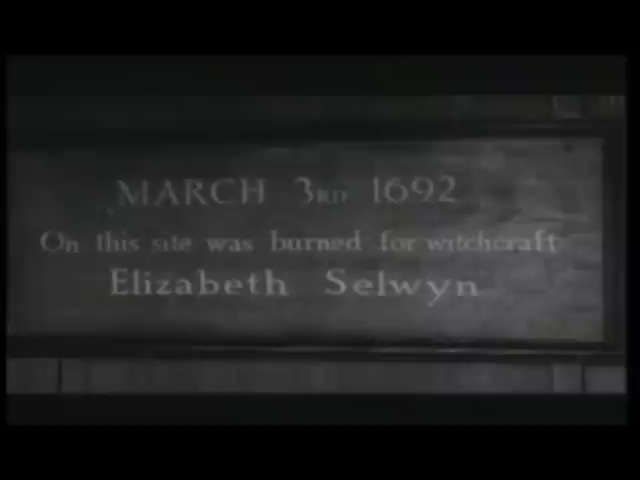 MARCH 3RD 1692
On this site was burned for witchcraft
Elizabeth Selwyn